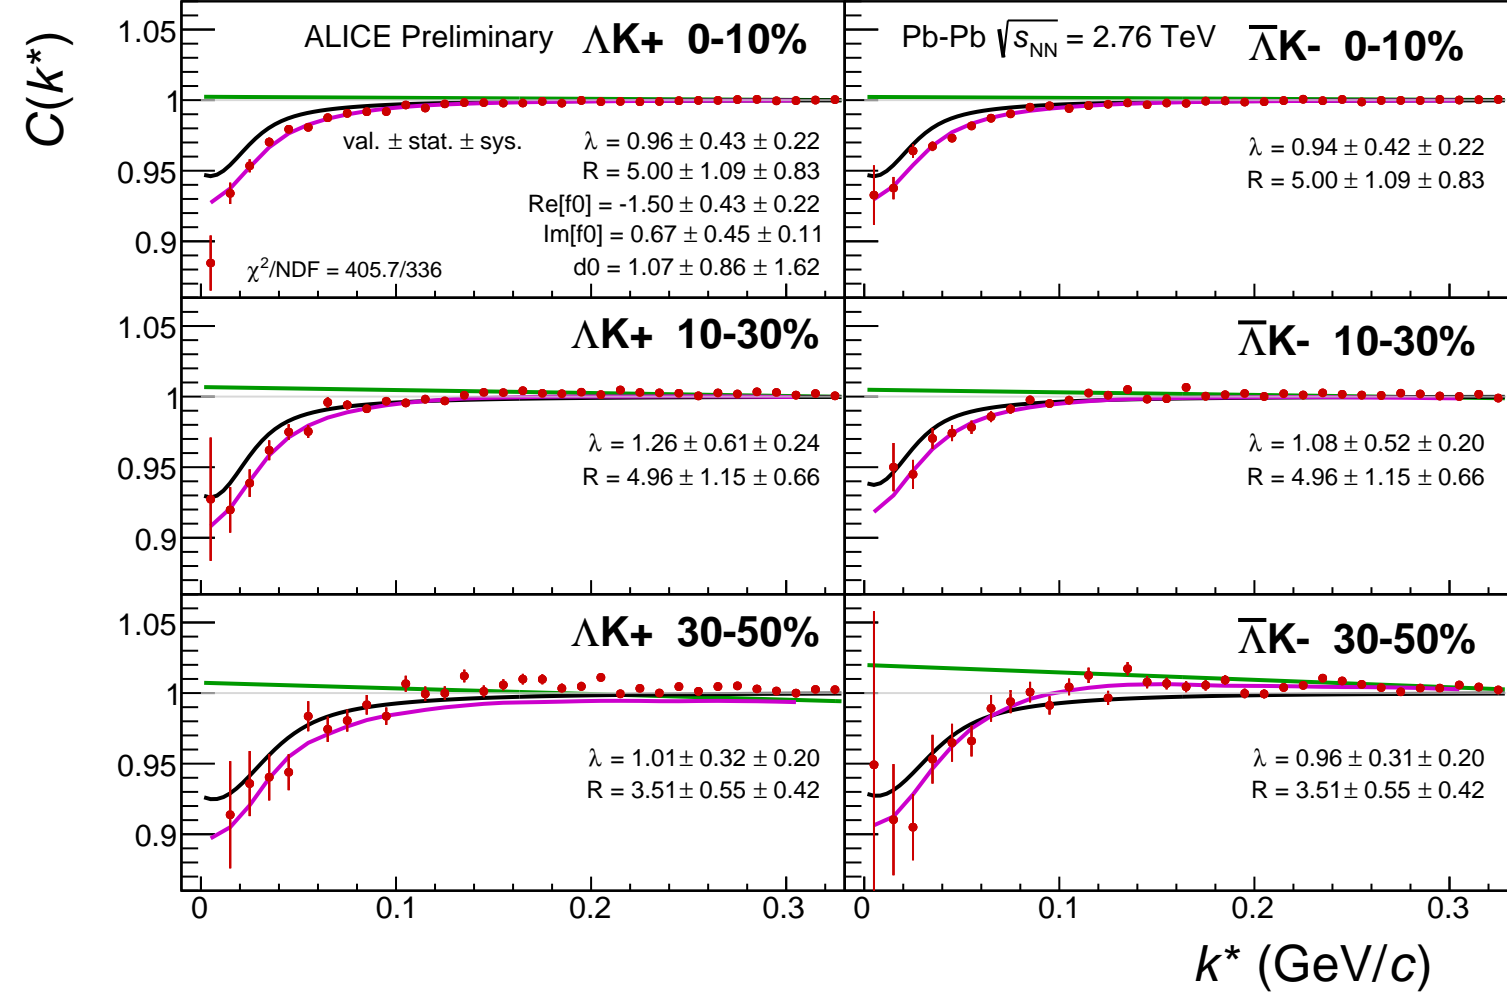 C(k*)
ALICE Preliminary ΛK+ 0-10%
val. ± stat. ± sys.
λ = 0.96 ± 0.43 ± 0.22
R = 5.00 ± 1.09 ± 0.83
Re[f0] = -1.50 ± 0.43 ± 0.22
Im[f0] = 0.67 ± 0.45 ± 0.11
d0 = 1.07 ± 0.86 ± 1.62
χ²/NDF = 405.7/336
1.05
1
0.95
0.9
Pb-Pb √sNN = 2.76 TeV Λ̅K- 0-10%
λ = 0.94 ± 0.42 ± 0.22
R = 5.00 ± 1.09 ± 0.83
ΛK+ 10-30%
λ = 1.26 ± 0.61 ± 0.24
R = 4.96 ± 1.15 ± 0.66
1.05
1
0.95
0.9
Λ̅K- 10-30%
λ = 1.08 ± 0.52 ± 0.20
R = 4.96 ± 1.15 ± 0.66
ΛK+ 30-50%
λ = 1.01 ± 0.32 ± 0.20
R = 3.51 ± 0.55 ± 0.42
1.05
1
0.95
0.9
Λ̅K- 30-50%
λ = 0.96 ± 0.31 ± 0.20
R = 3.51 ± 0.55 ± 0.42
0 0.1 0.2 0.3
0 0.1 0.2 0.3
k* (GeV/c)